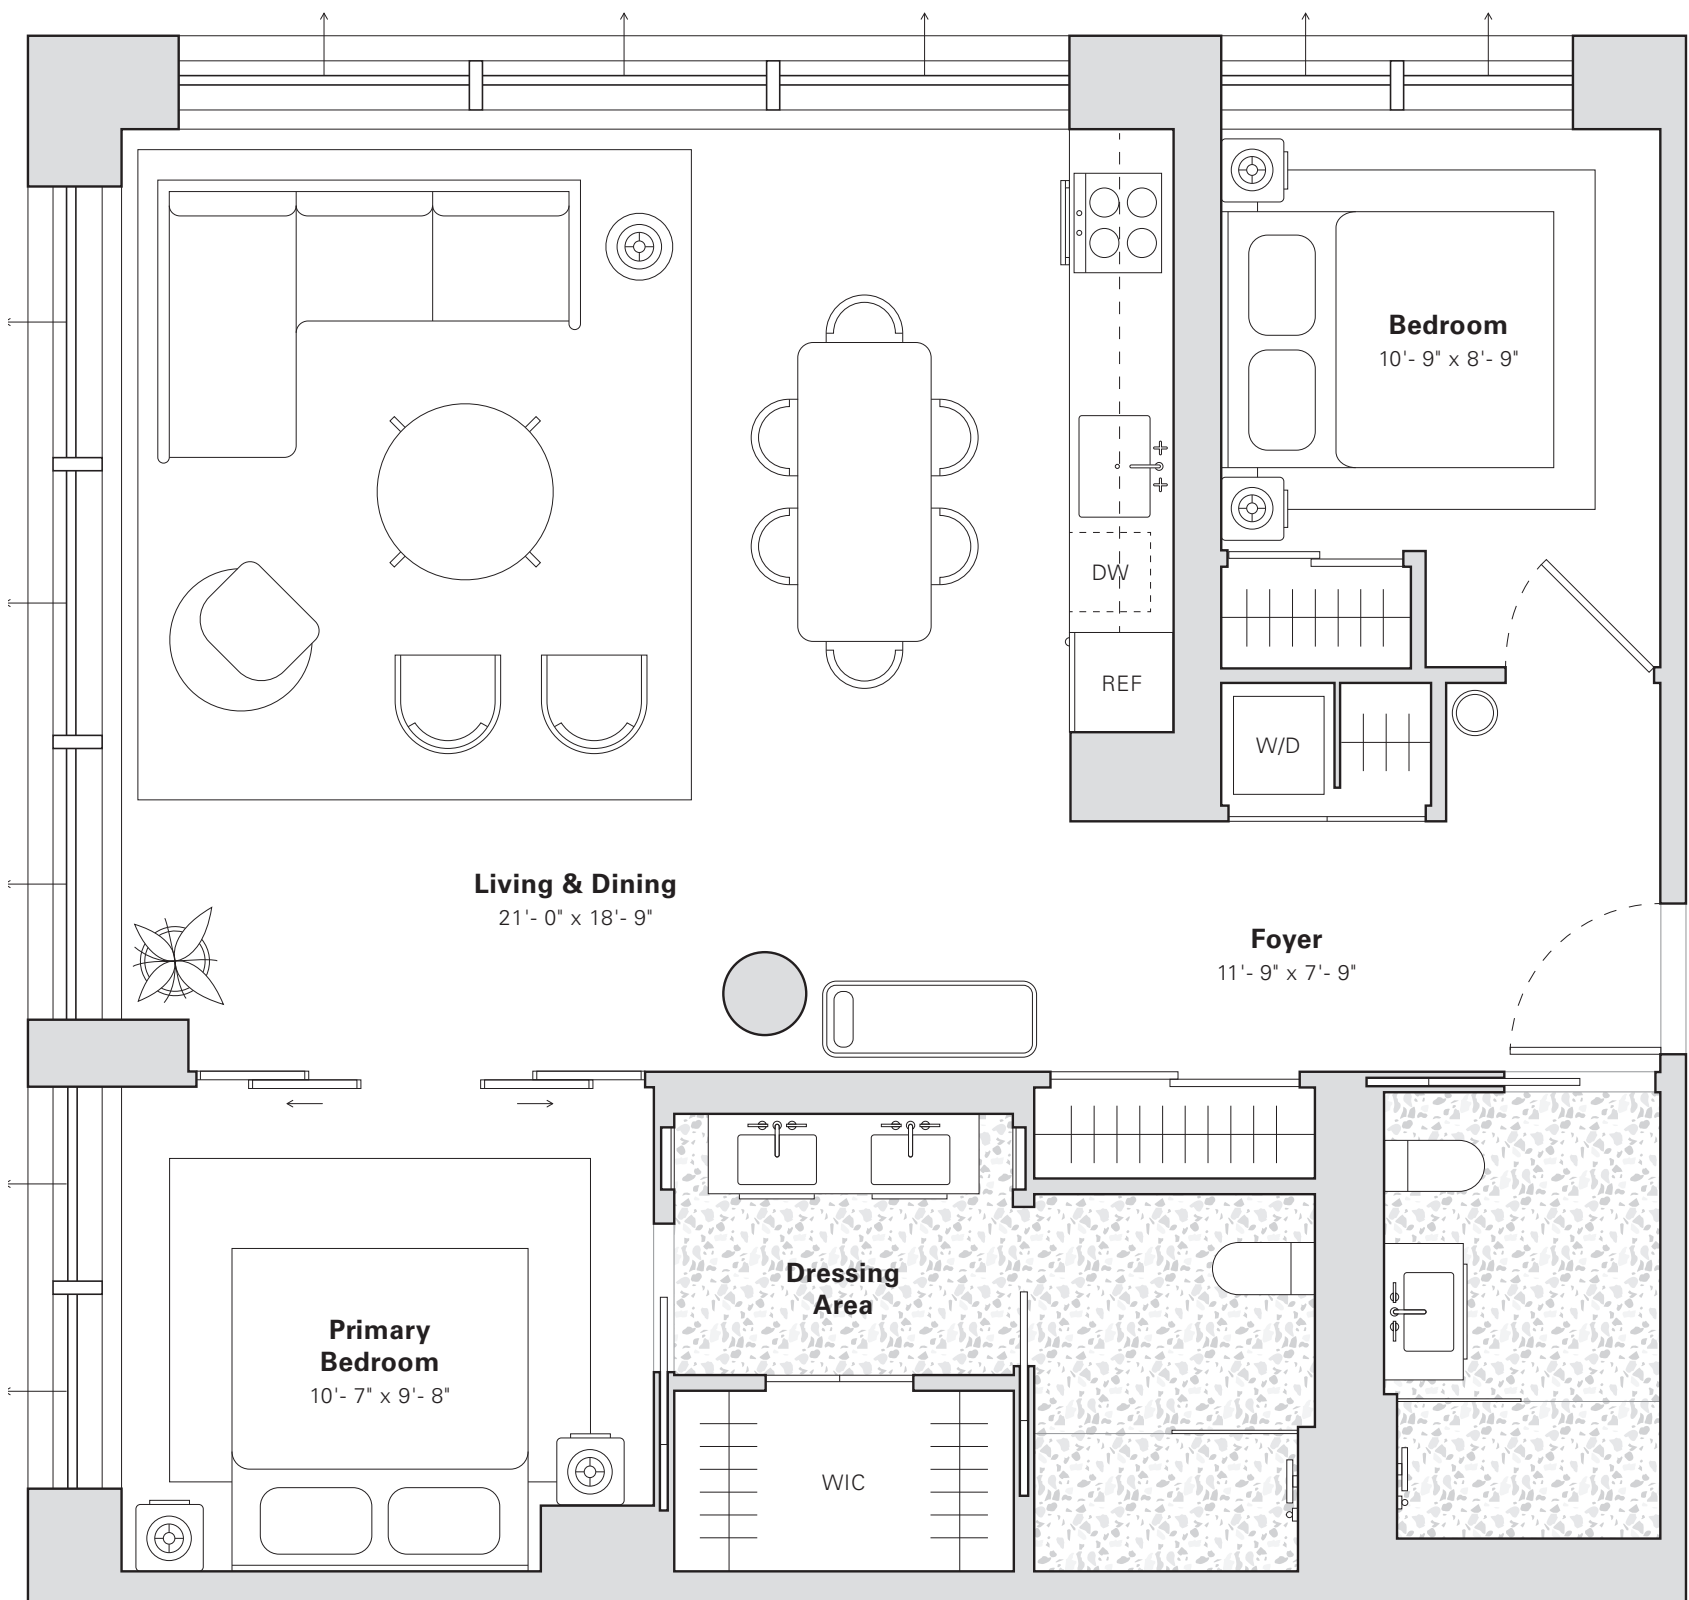 Bedroom
10'- 9" x 8'- 9"
DW
REF
W/D
Living & Dining
21'- 0" x 18'- 9"
Foyer
11'- 9" x 7'- 9"
Dressing
Area
Primary
Bedroom
10'- 7" x 9'- 8"
WIC